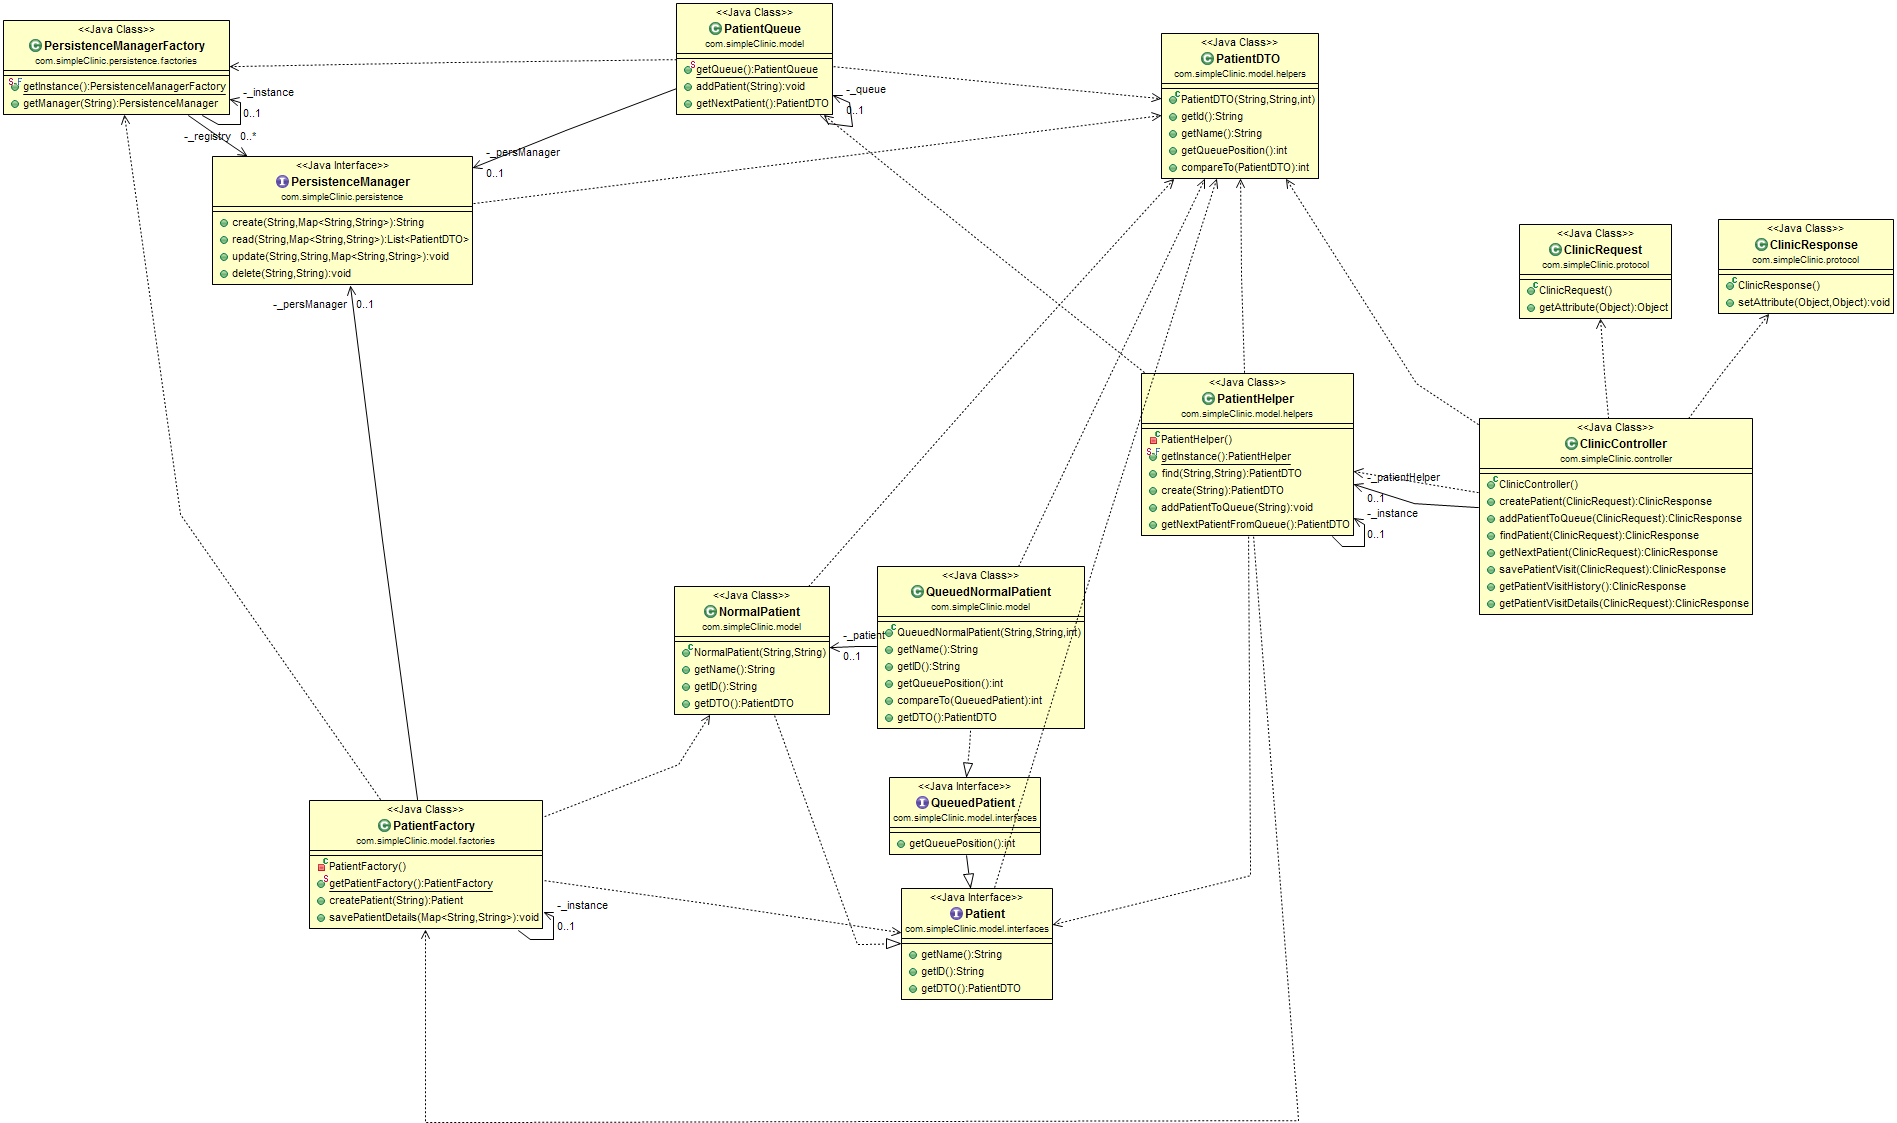 <<Java Class>>
PersistenceManagerFactory
com.simpleClinic.persistence.factories
getInstance():PersistenceManagerFactory
getManager(String):PersistenceManager
-_instance
0..1
-_registry 0..*
<<Java Class>>
PatientQueue
com.simpleClinic.model
getQueue():PatientQueue
addPatient(String):void
getNextPatient():PatientDTO
-_queue
0..1
-_persManager
0..1
<<Java Class>>
PatientDTO
com.simpleClinic.model.helpers
PatientDTO(String,String,int)
getId():String
getName():String
getQueuePosition():int
compareTo(PatientDTO):int
<<Java Interface>>
PersistenceManager
com.simpleClinic.persistence
create(String,Map<String,String>):String
read(String,Map<String,String>):List<PatientDTO>
update(String,String,Map<String,String>):void
delete(String,String):void
-_persManager 0..1
<<Java Class>>
ClinicRequest
com.simpleClinic.protocol
ClinicRequest()
getAttribute(Object):Object
<<Java Class>>
ClinicResponse
com.simpleClinic.protocol
ClinicResponse()
setAttribute(Object,Object):void
<<Java Class>>
PatientHelper
com.simpleClinic.model.helpers
PatientHelper()
getInstance():PatientHelper
find(String,String):PatientDTO
create(String):PatientDTO
addPatientToQueue(String):void
getNextPatientFromQueue():PatientDTO
-_patientHelper
0..1
-_instance
0..1
<<Java Class>>
ClinicController
com.simpleClinic.controller
ClinicController()
createPatient(ClinicRequest):ClinicResponse
addPatientToQueue(ClinicRequest):ClinicResponse
findPatient(ClinicRequest):ClinicResponse
getNextPatient(ClinicRequest):ClinicResponse
savePatientVisit(ClinicRequest):ClinicResponse
getPatientVisitHistory():ClinicResponse
getPatientVisitDetails(ClinicRequest):ClinicResponse
<<Java Class>>
NormalPatient
com.simpleClinic.model
NormalPatient(String,String)
getName():String
getID():String
getDTO():PatientDTO
-_patient
0..1
<<Java Class>>
QueuedNormalPatient
com.simpleClinic.model
QueuedNormalPatient(String,String,int)
getName():String
getID():String
getQueuePosition():int
compareTo(QueuedPatient):int
getDTO():PatientDTO
<<Java Interface>>
QueuedPatient
com.simpleClinic.model.interfaces
getQueuePosition():int
<<Java Class>>
PatientFactory
com.simpleClinic.model.factories
PatientFactory()
getPatientFactory():PatientFactory
createPatient(String):Patient
savePatientDetails(Map<String,String>):void
-_instance
0..1
<<Java Interface>>
Patient
com.simpleClinic.model.interfaces
getName():String
getID():String
getDTO():PatientDTO